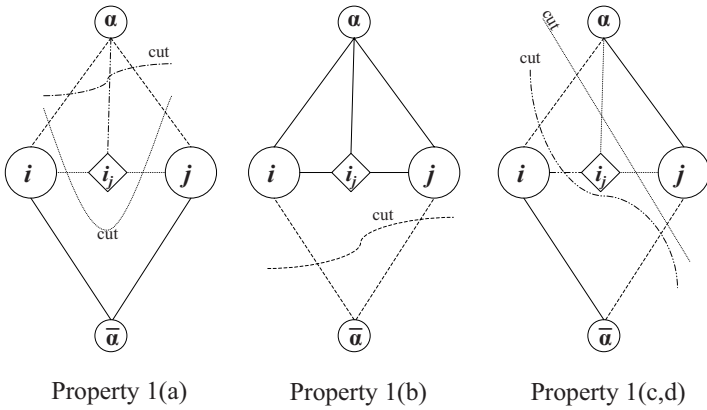 α α α
cut cut
cut
i i_j j i i_j j i i_j j
cut
cut
ᾱ ᾱ ᾱ
Property 1(a) Property 1(b) Property 1(c,d)